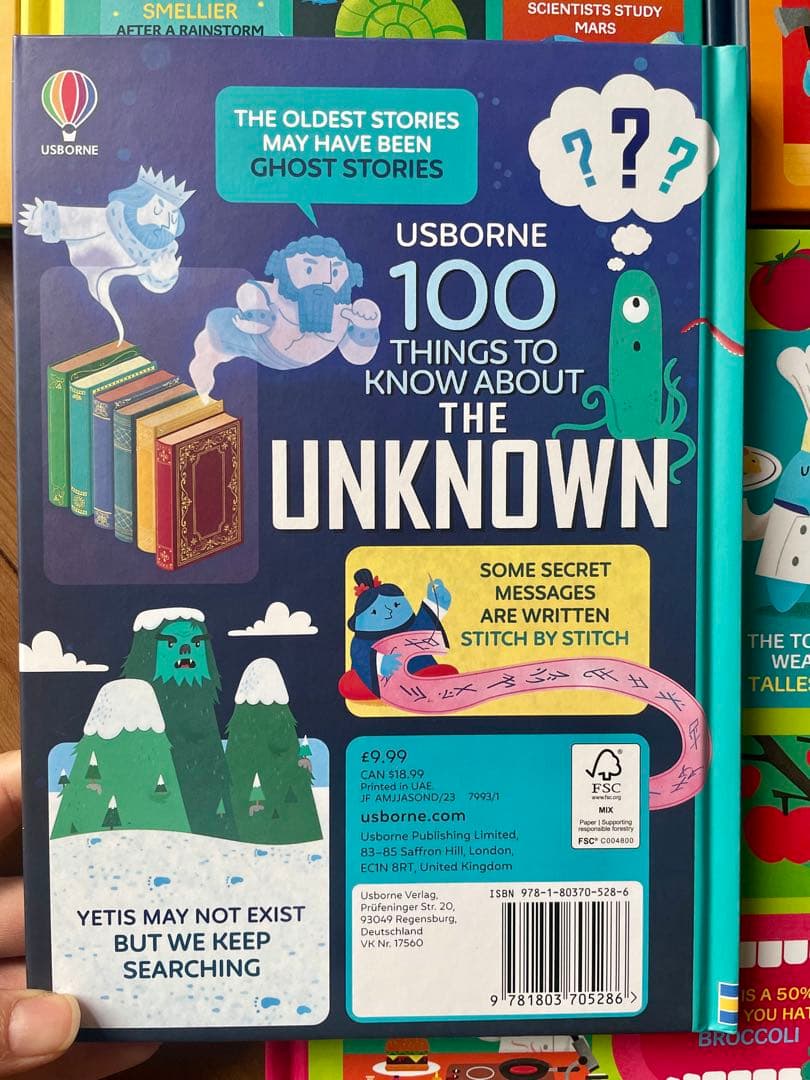 SMELLIER
AFTER A RAINSTORM
SCIENTISTS STUDY
MARS
USBORNE
THE OLDEST STORIES
MAY HAVE BEEN
GHOST STORIES
? ? ?
USBORNE
100
THINGS TO
KNOW ABOUT
THE
UNKNOWN
SOME SECRET
MESSAGES
ARE WRITTEN
STITCH BY STITCH
YETIS MAY NOT EXIST
BUT WE KEEP
SEARCHING
£9.99
CAN $18.99
Printed in UAE.
JF AMJJASOND/23 7993/1
usborne.com
Usborne Publishing Limited,
83-85 Saffron Hill, London,
EC1N 8RT, United Kingdom
FSC
www.fsc.org
MIX
Paper | Supporting
responsible forestry
FSC® C004800
Usborne Verlag,
Prüfeninger Str. 20,
93049 Regensburg,
Deutschland
VK Nr. 17560
ISBN 978-1-80370-528-6
9 781803 705286 >
THE
TALLES
IS A 50%
YOU HAT
BROCCOLI